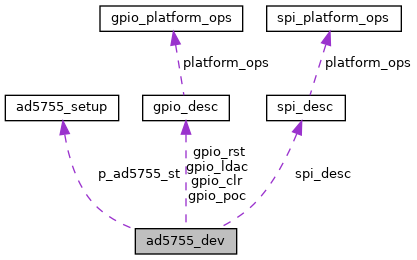 gpio_platform_ops
spi_platform_ops
platform_ops
platform_ops
ad5755_setup
gpio_desc
spi_desc
p_ad5755_st
gpio_rst
gpio_ldac
gpio_clr
gpio_poc
spi_desc
ad5755_dev